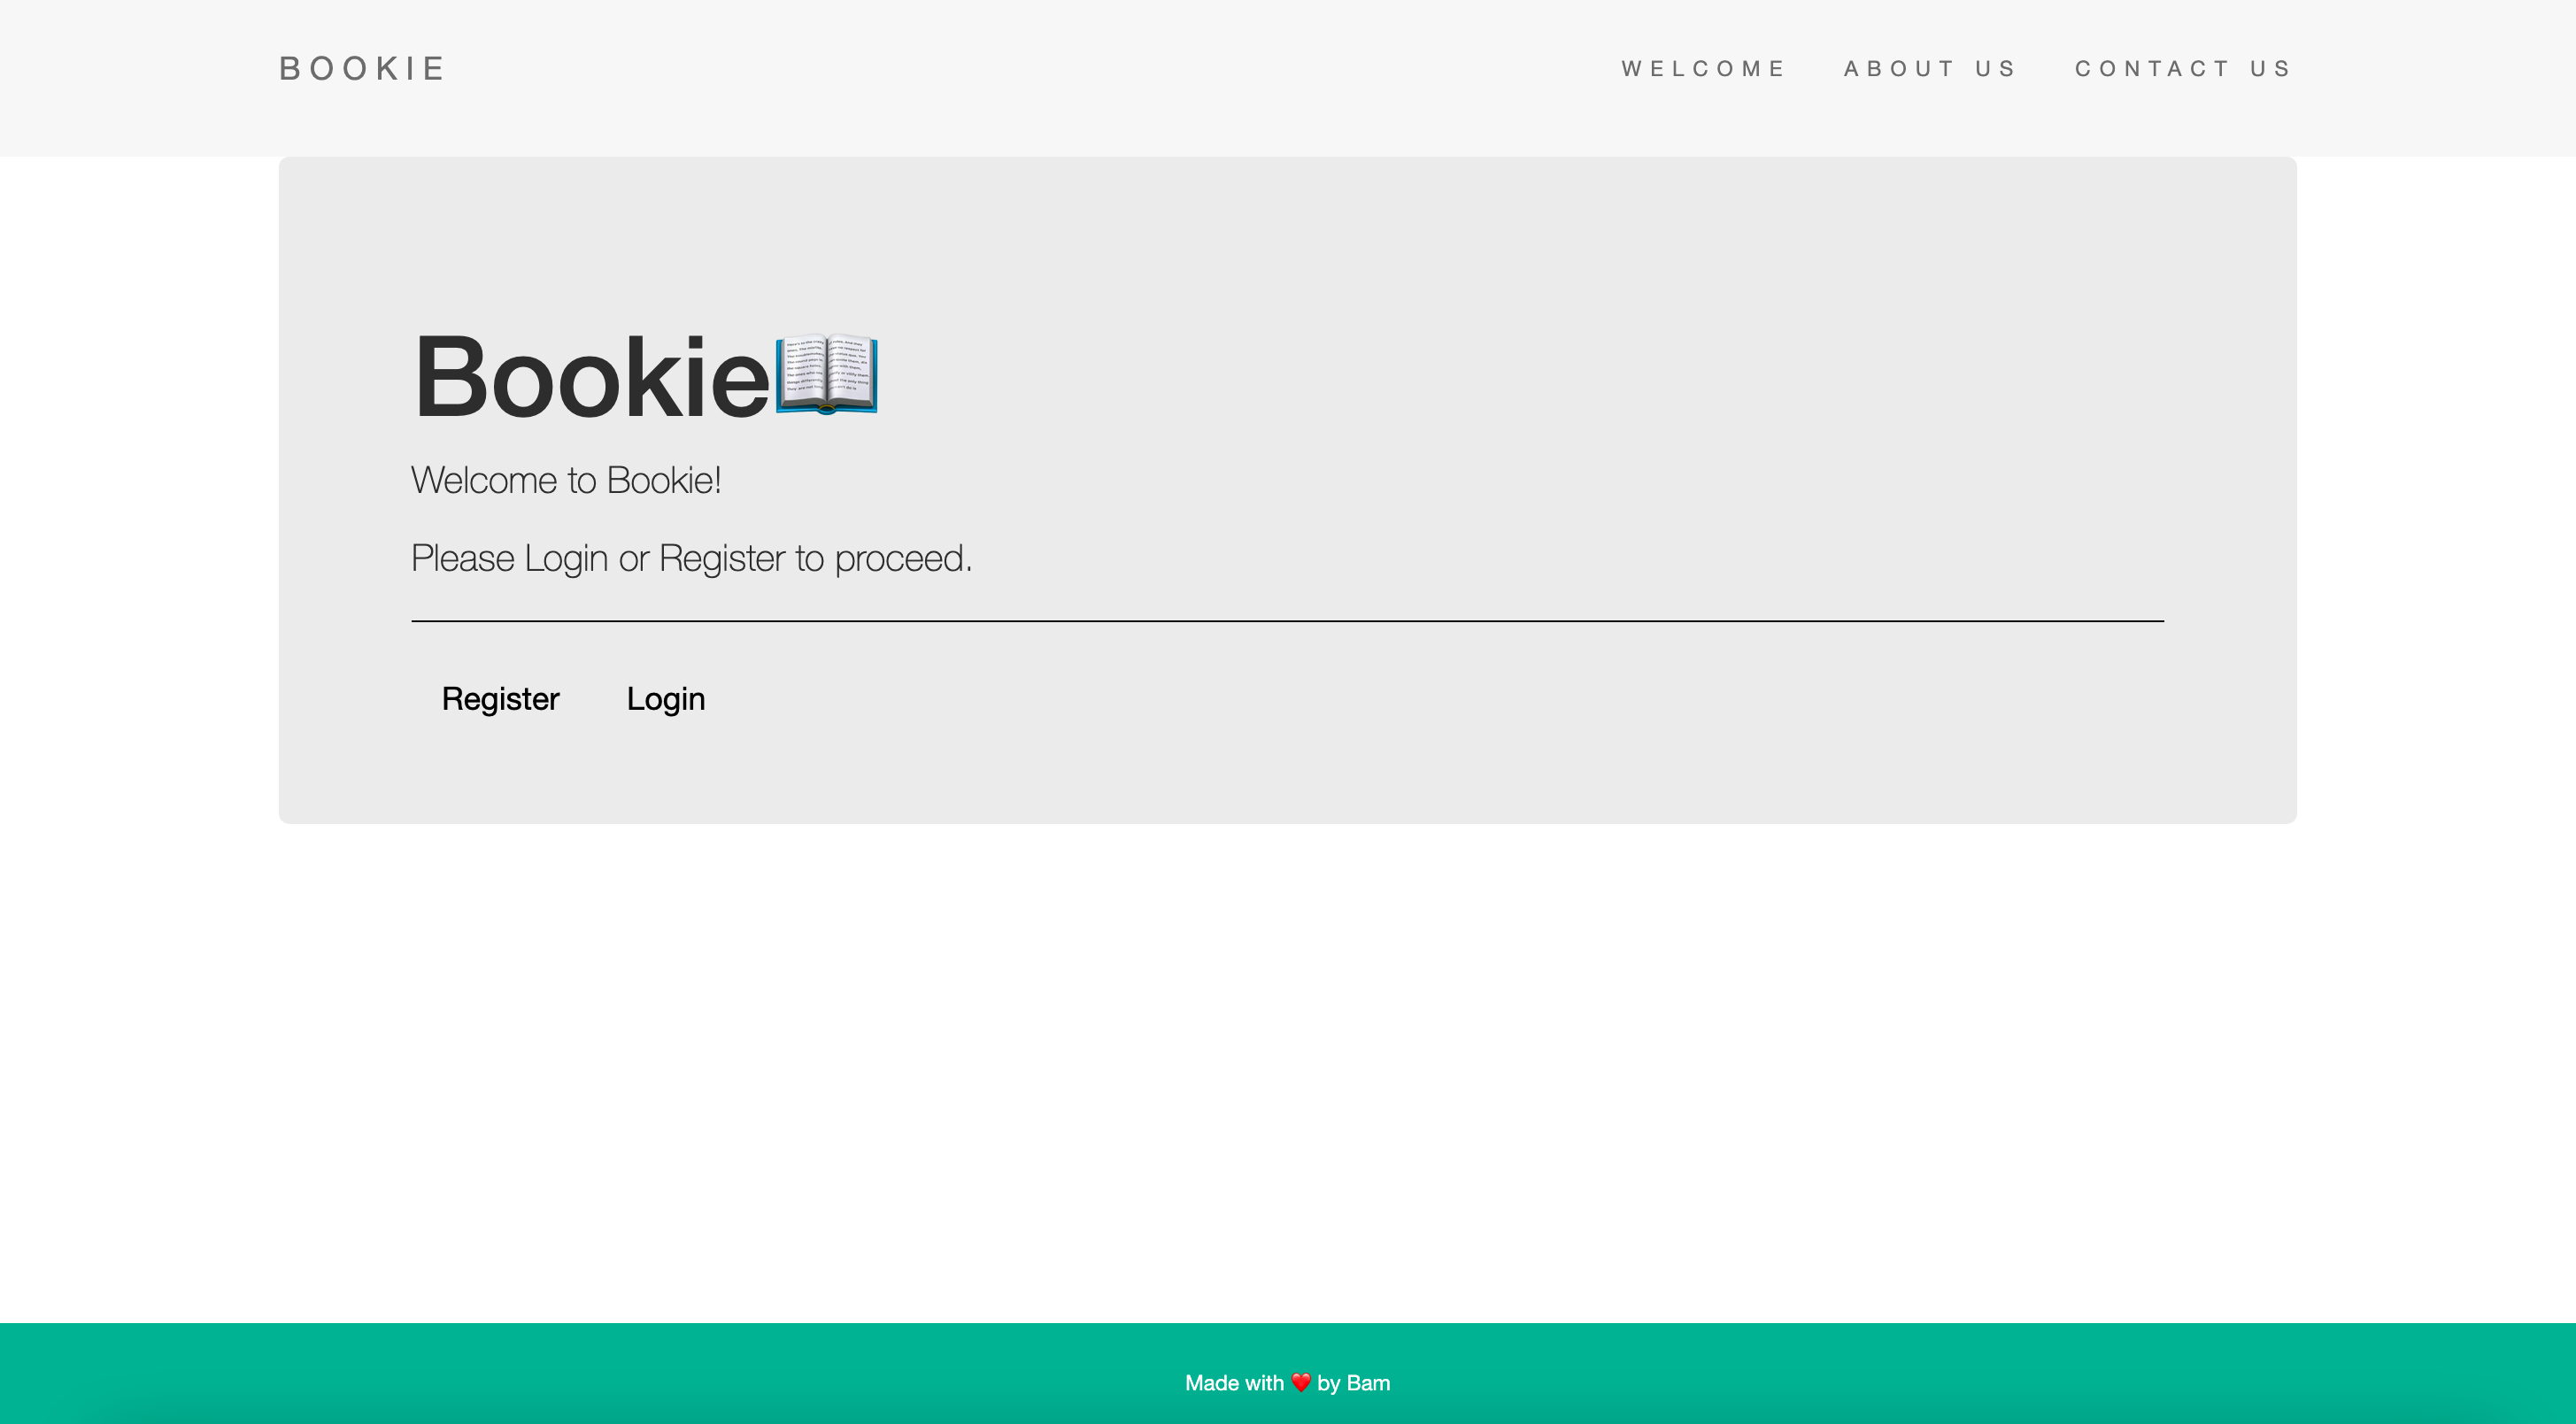 BOOKIE
WELCOME ABOUT US CONTACT US
Bookie📖
Welcome to Bookie!
Please Login or Register to proceed.
Register Login
Made with ❤️ by Bam